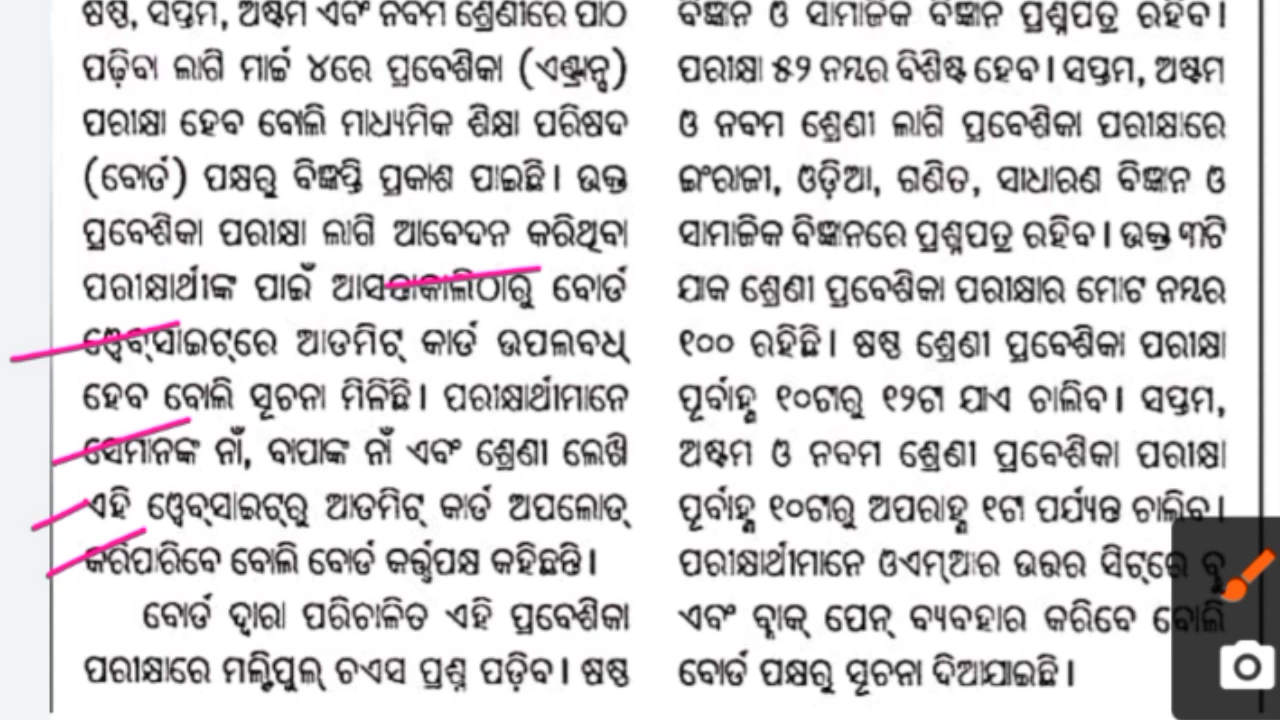 ଷଷ୍ଠ, ସପ୍ତମ, ଅଷ୍ଟମ ଏବଂ ନବମ ଶ୍ରେଣୀରେ ପାଠ
ପଢ଼ିବା ଲାଗି ମାର୍ଚ୍ଚ ୪ରେ ପ୍ରବେଶିକା (ଏଣ୍ଟ୍ରାନ୍ସ)
ପରୀକ୍ଷା ହେବ ବୋଲି ମାଧ୍ୟମିକ ଶିକ୍ଷା ପରିଷଦ
(ବୋର୍ଡ) ପକ୍ଷରୁ ବିଜ୍ଞପ୍ତି ପ୍ରକାଶ ପାଇଛି। ଉକ୍ତ
ପ୍ରବେଶିକା ପରୀକ୍ଷା ଲାଗି ଆବେଦନ କରିଥିବା
ପରୀକ୍ଷାର୍ଥୀଙ୍କ ପାଇଁ ଆସନ୍ତାକାଲିଠାରୁ ବୋର୍ଡ
ୱେବ୍‌ସାଇଟ୍‌ରେ ଆଡମିଟ୍ କାର୍ଡ ଉପଲବଧ୍
ହେବ ବୋଲି ସୂଚନା ମିଳିଛି। ପରୀକ୍ଷାର୍ଥୀମାନେ
ସେମାନଙ୍କ ନାଁ, ବାପାଙ୍କ ନାଁ ଏବଂ ଶ୍ରେଣୀ ଲେଖି
ଏହି ୱେବ୍‌ସାଇଟ୍‌ରୁ ଆଡମିଟ୍ କାର୍ଡ ଅପଲୋଡ୍
କରିପାରିବେ ବୋଲି ବୋର୍ଡ କର୍ତ୍ତୃପକ୍ଷ କହିଛନ୍ତି।
ବୋର୍ଡ ଦ୍ୱାରା ପରିଚାଳିତ ଏହି ପ୍ରବେଶିକା
ପରୀକ୍ଷାରେ ମଲ୍ଟିପୁଲ୍ ଚଏସ ପ୍ରଶ୍ନ ପଡ଼ିବ। ଷଷ୍ଠ
ବିଜ୍ଞାନ ଓ ସାମାଜିକ ବିଜ୍ଞାନ ପ୍ରଶ୍ନପତ୍ର ରହିବ।
ପରୀକ୍ଷା ୫୨ ନମ୍ବର ବିଶିଷ୍ଟ ହେବ। ସପ୍ତମ, ଅଷ୍ଟମ
ଓ ନବମ ଶ୍ରେଣୀ ଲାଗି ପ୍ରବେଶିକା ପରୀକ୍ଷାରେ
ଇଂରାଜୀ, ଓଡ଼ିଆ, ଗଣିତ, ସାଧାରଣ ବିଜ୍ଞାନ ଓ
ସାମାଜିକ ବିଜ୍ଞାନରେ ପ୍ରଶ୍ନପତ୍ର ରହିବ। ଉକ୍ତ ୩ଟି
ଯାକ ଶ୍ରେଣୀ ପ୍ରବେଶିକା ପରୀକ୍ଷାର ମୋଟ ନମ୍ବର
୧୦୦ ରହିଛି। ଷଷ୍ଠ ଶ୍ରେଣୀ ପ୍ରବେଶିକା ପରୀକ୍ଷା
ପୂର୍ବାହ୍ନ ୧୦ଟାରୁ ୧୨ଟା ଯାଏ ଚାଲିବ। ସପ୍ତମ,
ଅଷ୍ଟମ ଓ ନବମ ଶ୍ରେଣୀ ପ୍ରବେଶିକା ପରୀକ୍ଷା
ପୂର୍ବାହ୍ନ ୧୦ଟାରୁ ଅପରାହ୍ନ ୧ଟା ପର୍ଯ୍ୟନ୍ତ ଚାଲିବ।
ପରୀକ୍ଷାର୍ଥୀମାନେ ଓଏମ୍‌ଆର ଉତ୍ତର ସିଟ୍‌ରେ ବ୍ଲୁ
ଏବଂ ବ୍ଲାକ୍ ପେନ୍ ବ୍ୟବହାର କରିବେ ବୋଲି
ବୋର୍ଡ ପକ୍ଷରୁ ସୂଚନା ଦିଆଯାଇଛି।